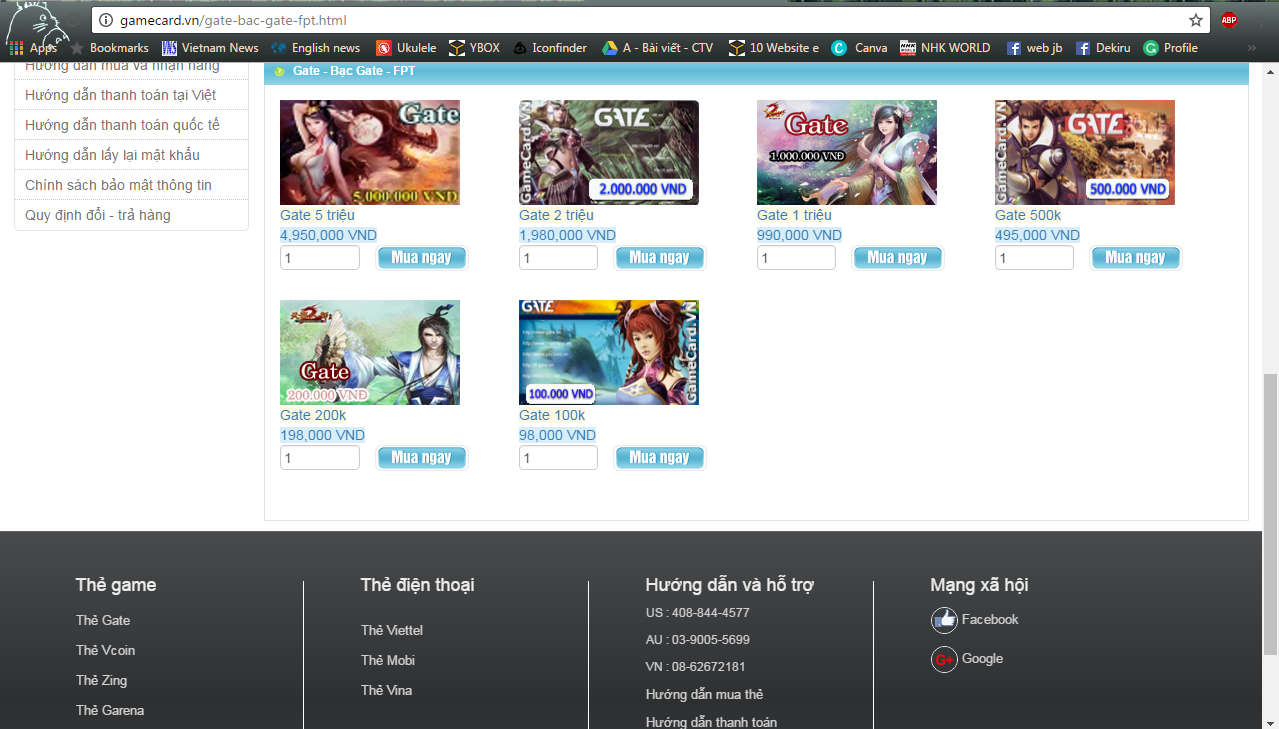 gamecard.vn/gate-bac-gate-fpt.html
ABP
Apps Bookmarks Vietnam News English news Ukulele YBOX Iconfinder A - Bài viết - CTV 10 Website e Canva NHK WORLD web jb Dekiru Profile »
Hướng dẫn mua và nhận hàng
Hướng dẫn thanh toán tại Việt
Hướng dẫn thanh toán quốc tế
Hướng dẫn lấy lại mật khẩu
Chính sách bảo mật thông tin
Quy định đổi - trả hàng
Gate - Bạc Gate - FPT
Gate
5.000.000 VND
Gate 5 triệu
4,950,000 VND
1 Mua ngay
GameCard.VN
GATE
2.000.000 VND
Gate 2 triệu
1,980,000 VND
1 Mua ngay
Gate
1.000.000 VNĐ
Gate 1 triệu
990,000 VND
1 Mua ngay
GameCard.VN
GATE
500.000 VND
Gate 500k
495,000 VND
1 Mua ngay
Gate
200.000 VNĐ
Gate 200k
198,000 VND
1 Mua ngay
GATE
GameCard.VN
100.000 VND
Gate 100k
98,000 VND
1 Mua ngay
Thẻ game
Thẻ Gate
Thẻ Vcoin
Thẻ Zing
Thẻ Garena
Thẻ điện thoại
Thẻ Viettel
Thẻ Mobi
Thẻ Vina
Hướng dẫn và hỗ trợ
US : 408-844-4577
AU : 03-9005-5699
VN : 08-62672181
Hướng dẫn mua thẻ
Hướng dẫn thanh toán
Mạng xã hội
Facebook
G+ Google